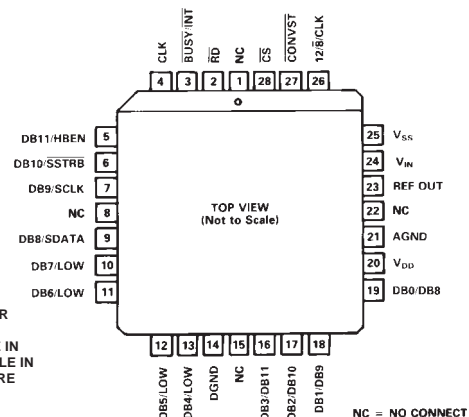 CLK
BUSY/INT
RD
NC
CS
CONVST
12/8/CLK
4
3
2
1
28
27
26
DB11/HBEN 5
DB10/SSTRB 6
DB9/SCLK 7
NC 8
DB8/SDATA 9
DB7/LOW 10
DB6/LOW 11
TOP VIEW
(Not to Scale)
25 VSS
24 VIN
23 REF OUT
22 NC
21 AGND
20 VDD
19 DB0/DB8
12
13
14
15
16
17
18
DB5/LOW
DB4/LOW
DGND
NC
DB3/DB11
DB2/DB10
DB1/DB9
R
E IN
LE IN
RE
NC = NO CONNECT